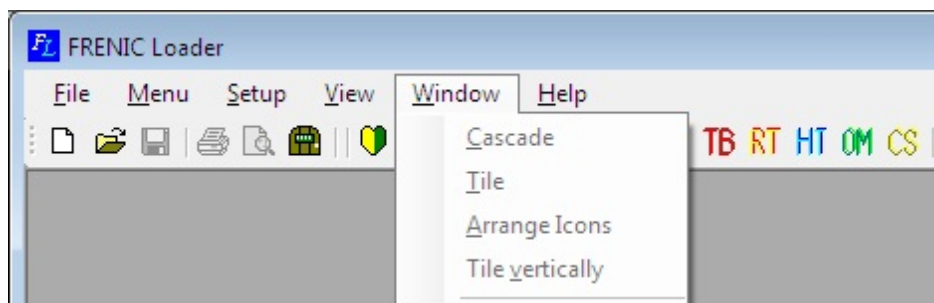 FL FRENIC Loader
File Menu Setup View Window Help
TB RT HT OM CS
Cascade
Tile
Arrange Icons
Tile vertically